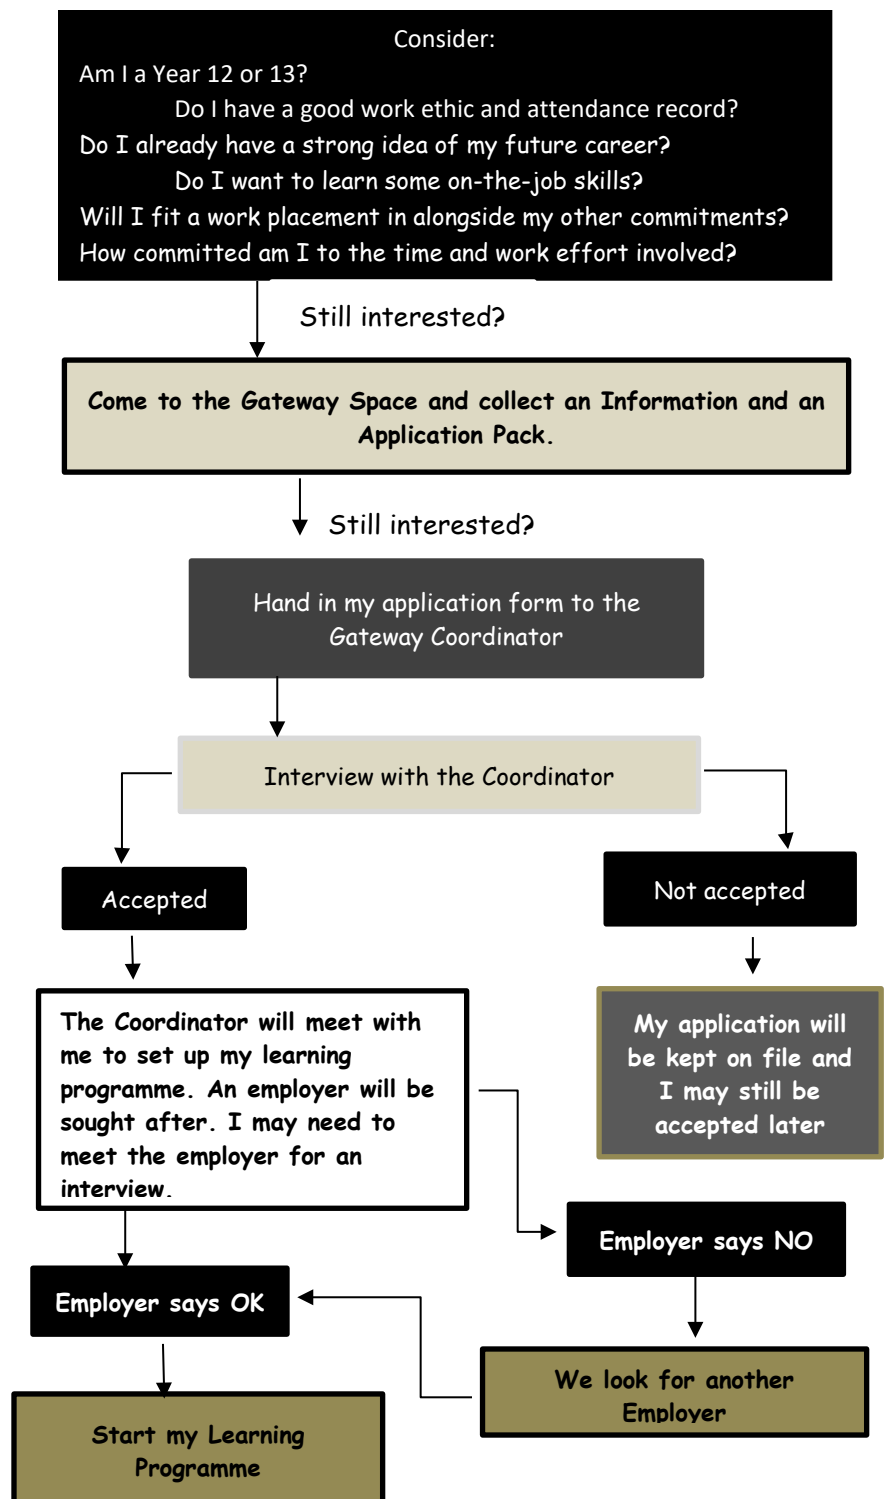 Consider:
Am I a Year 12 or 13?
Do I have a good work ethic and attendance record?
Do I already have a strong idea of my future career?
Do I want to learn some on-the-job skills?
Will I fit a work placement in alongside my other commitments?
How committed am I to the time and work effort involved?
Still interested?
Come to the Gateway Space and collect an Information and an
Application Pack.
Still interested?
Hand in my application form to the
Gateway Coordinator
Interview with the Coordinator
Accepted
Not accepted
The Coordinator will meet with
me to set up my learning
programme. An employer will be
sought after. I may need to
meet the employer for an
interview.
My application will
be kept on file and
I may still be
accepted later
Employer says NO
Employer says OK
We look for another
Employer
Start my Learning
Programme